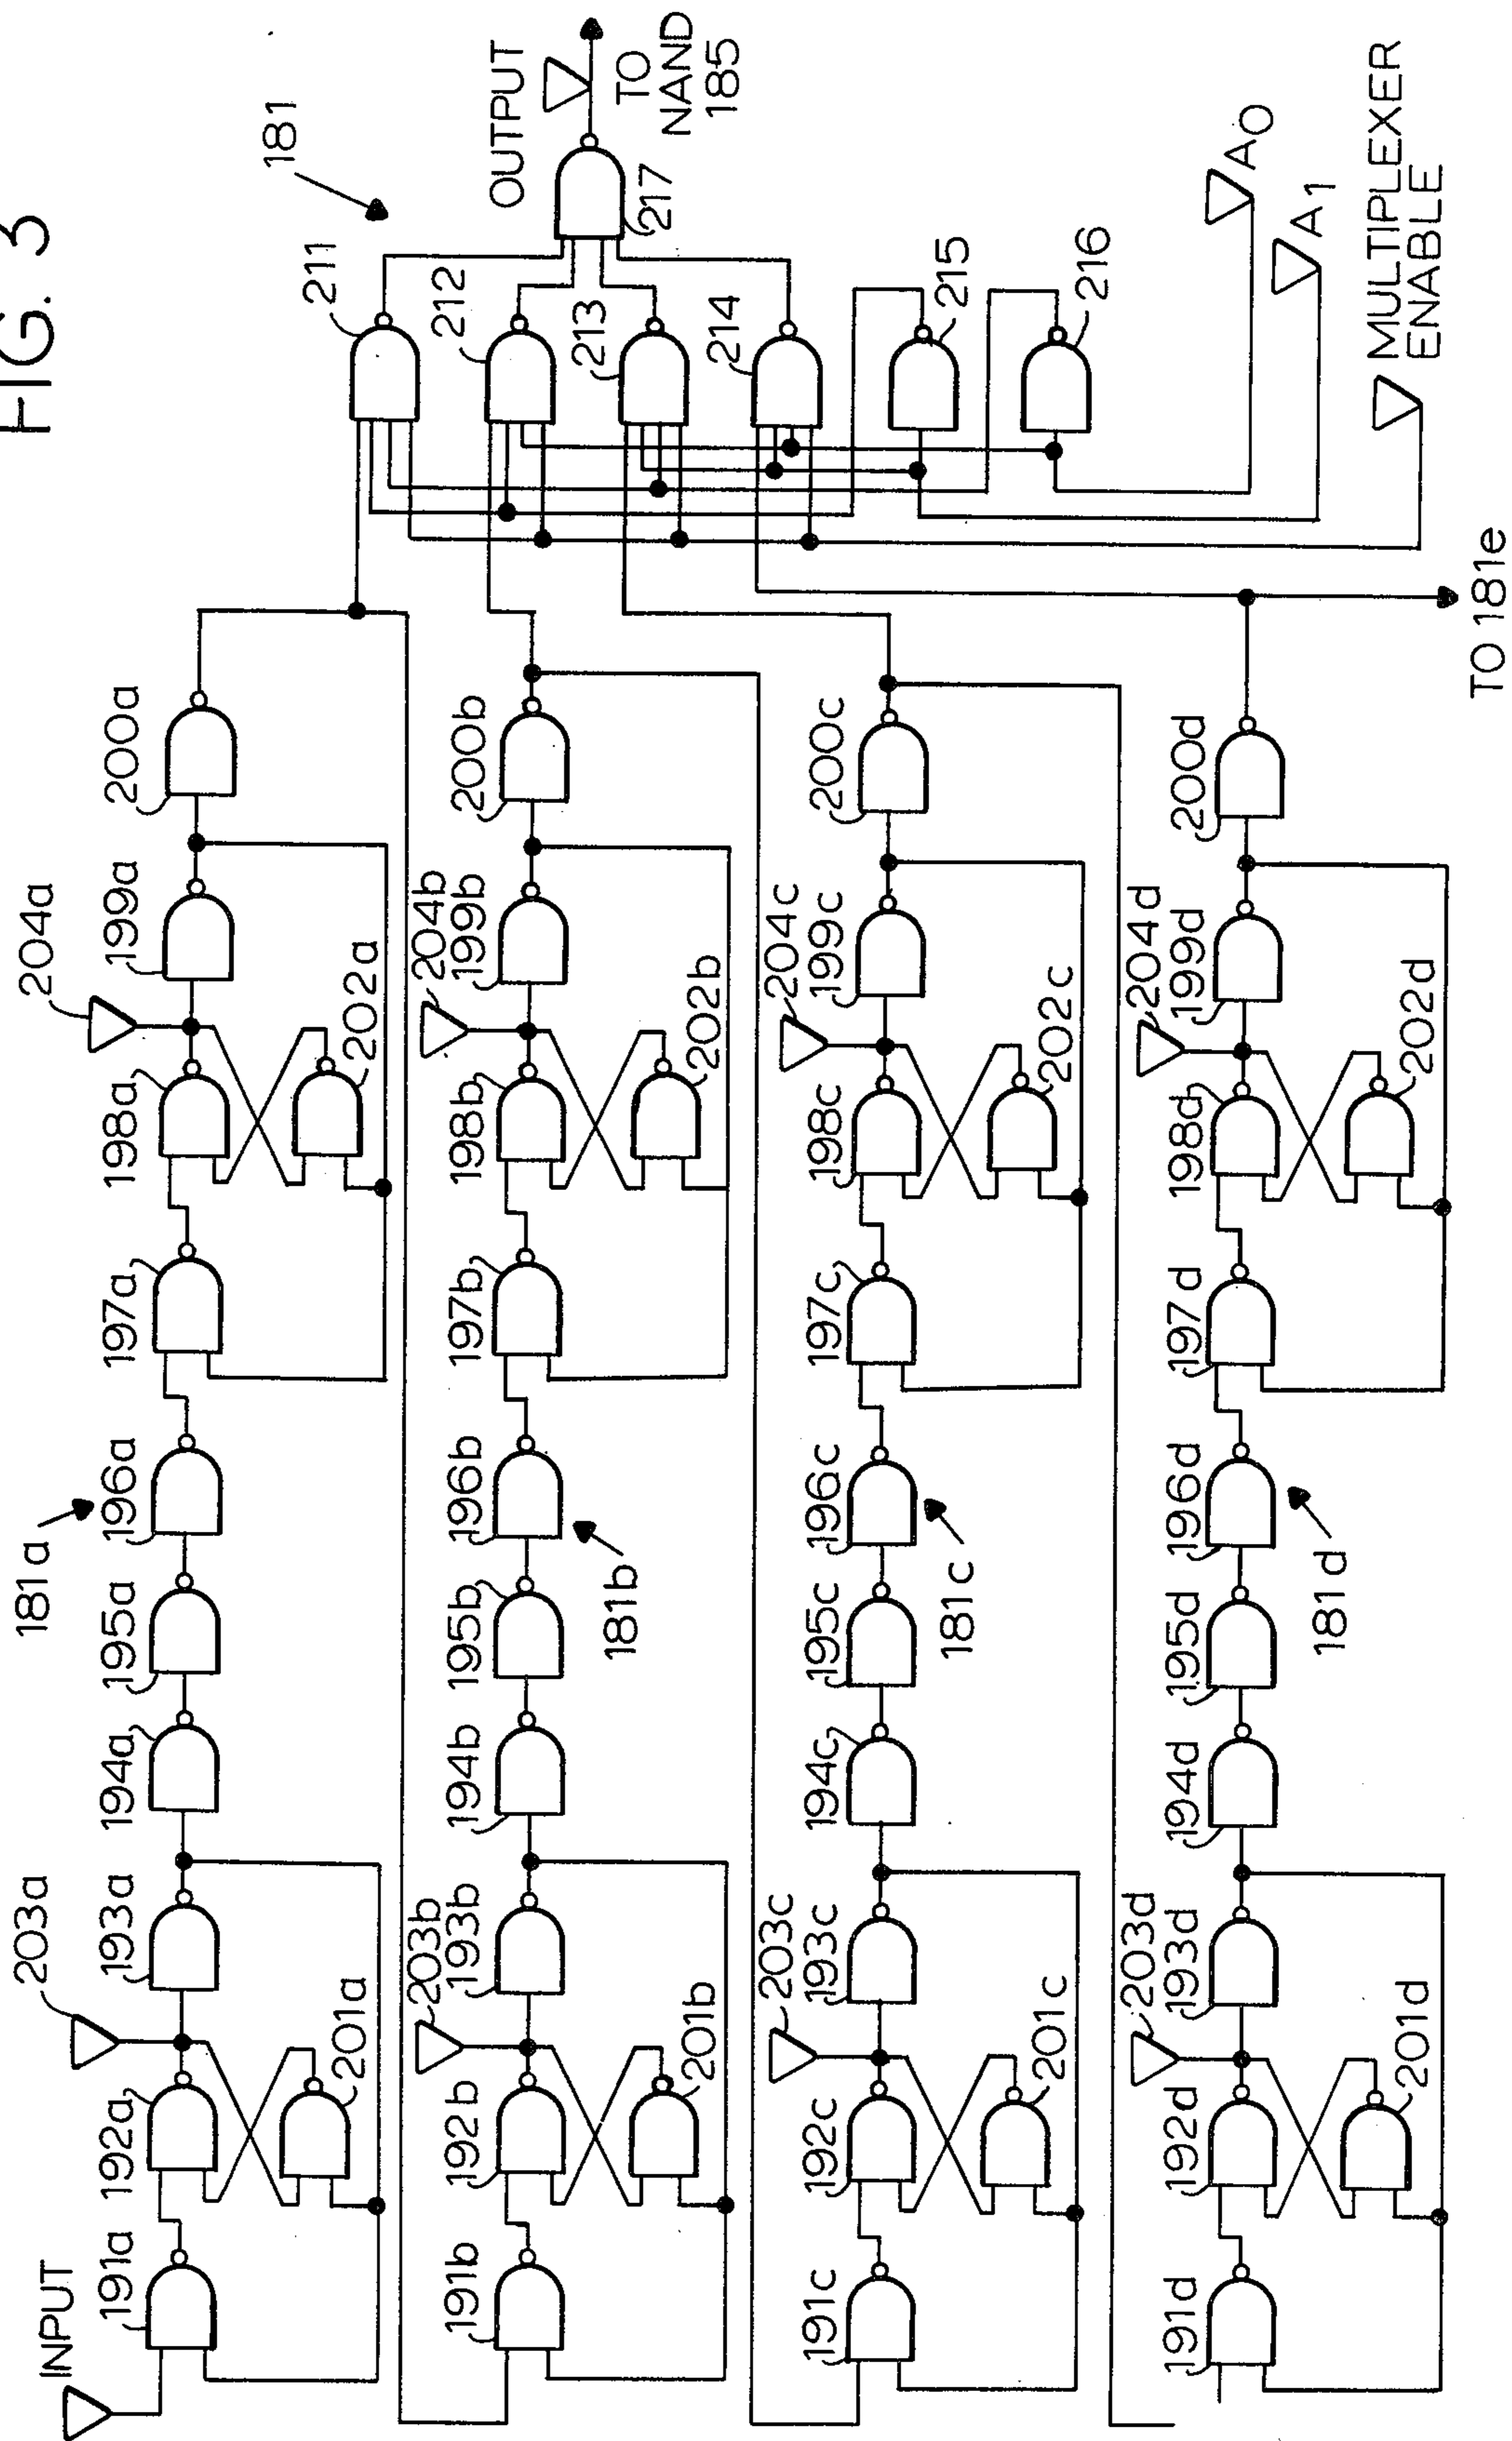 FIG. 3
181
OUTPUT
TO
NAND
185
217
211
212
213
214
215
216
A0
A1
MULTIPLEXER
ENABLE
TO 181e
INPUT
181a
203a
204a
191a
192a
193a
194a
195a
196a
197a
198a
199a
200a
201a
202a
203b
204b
191b
192b
193b
194b
195b
196b
197b
198b
199b
200b
201b
202b
181b
203c
204c
191c
192c
193c
194c
195c
196c
197c
198c
199c
200c
201c
202c
181c
203d
204d
191d
192d
193d
194d
195d
196d
197d
198d
199d
200d
201d
202d
181d